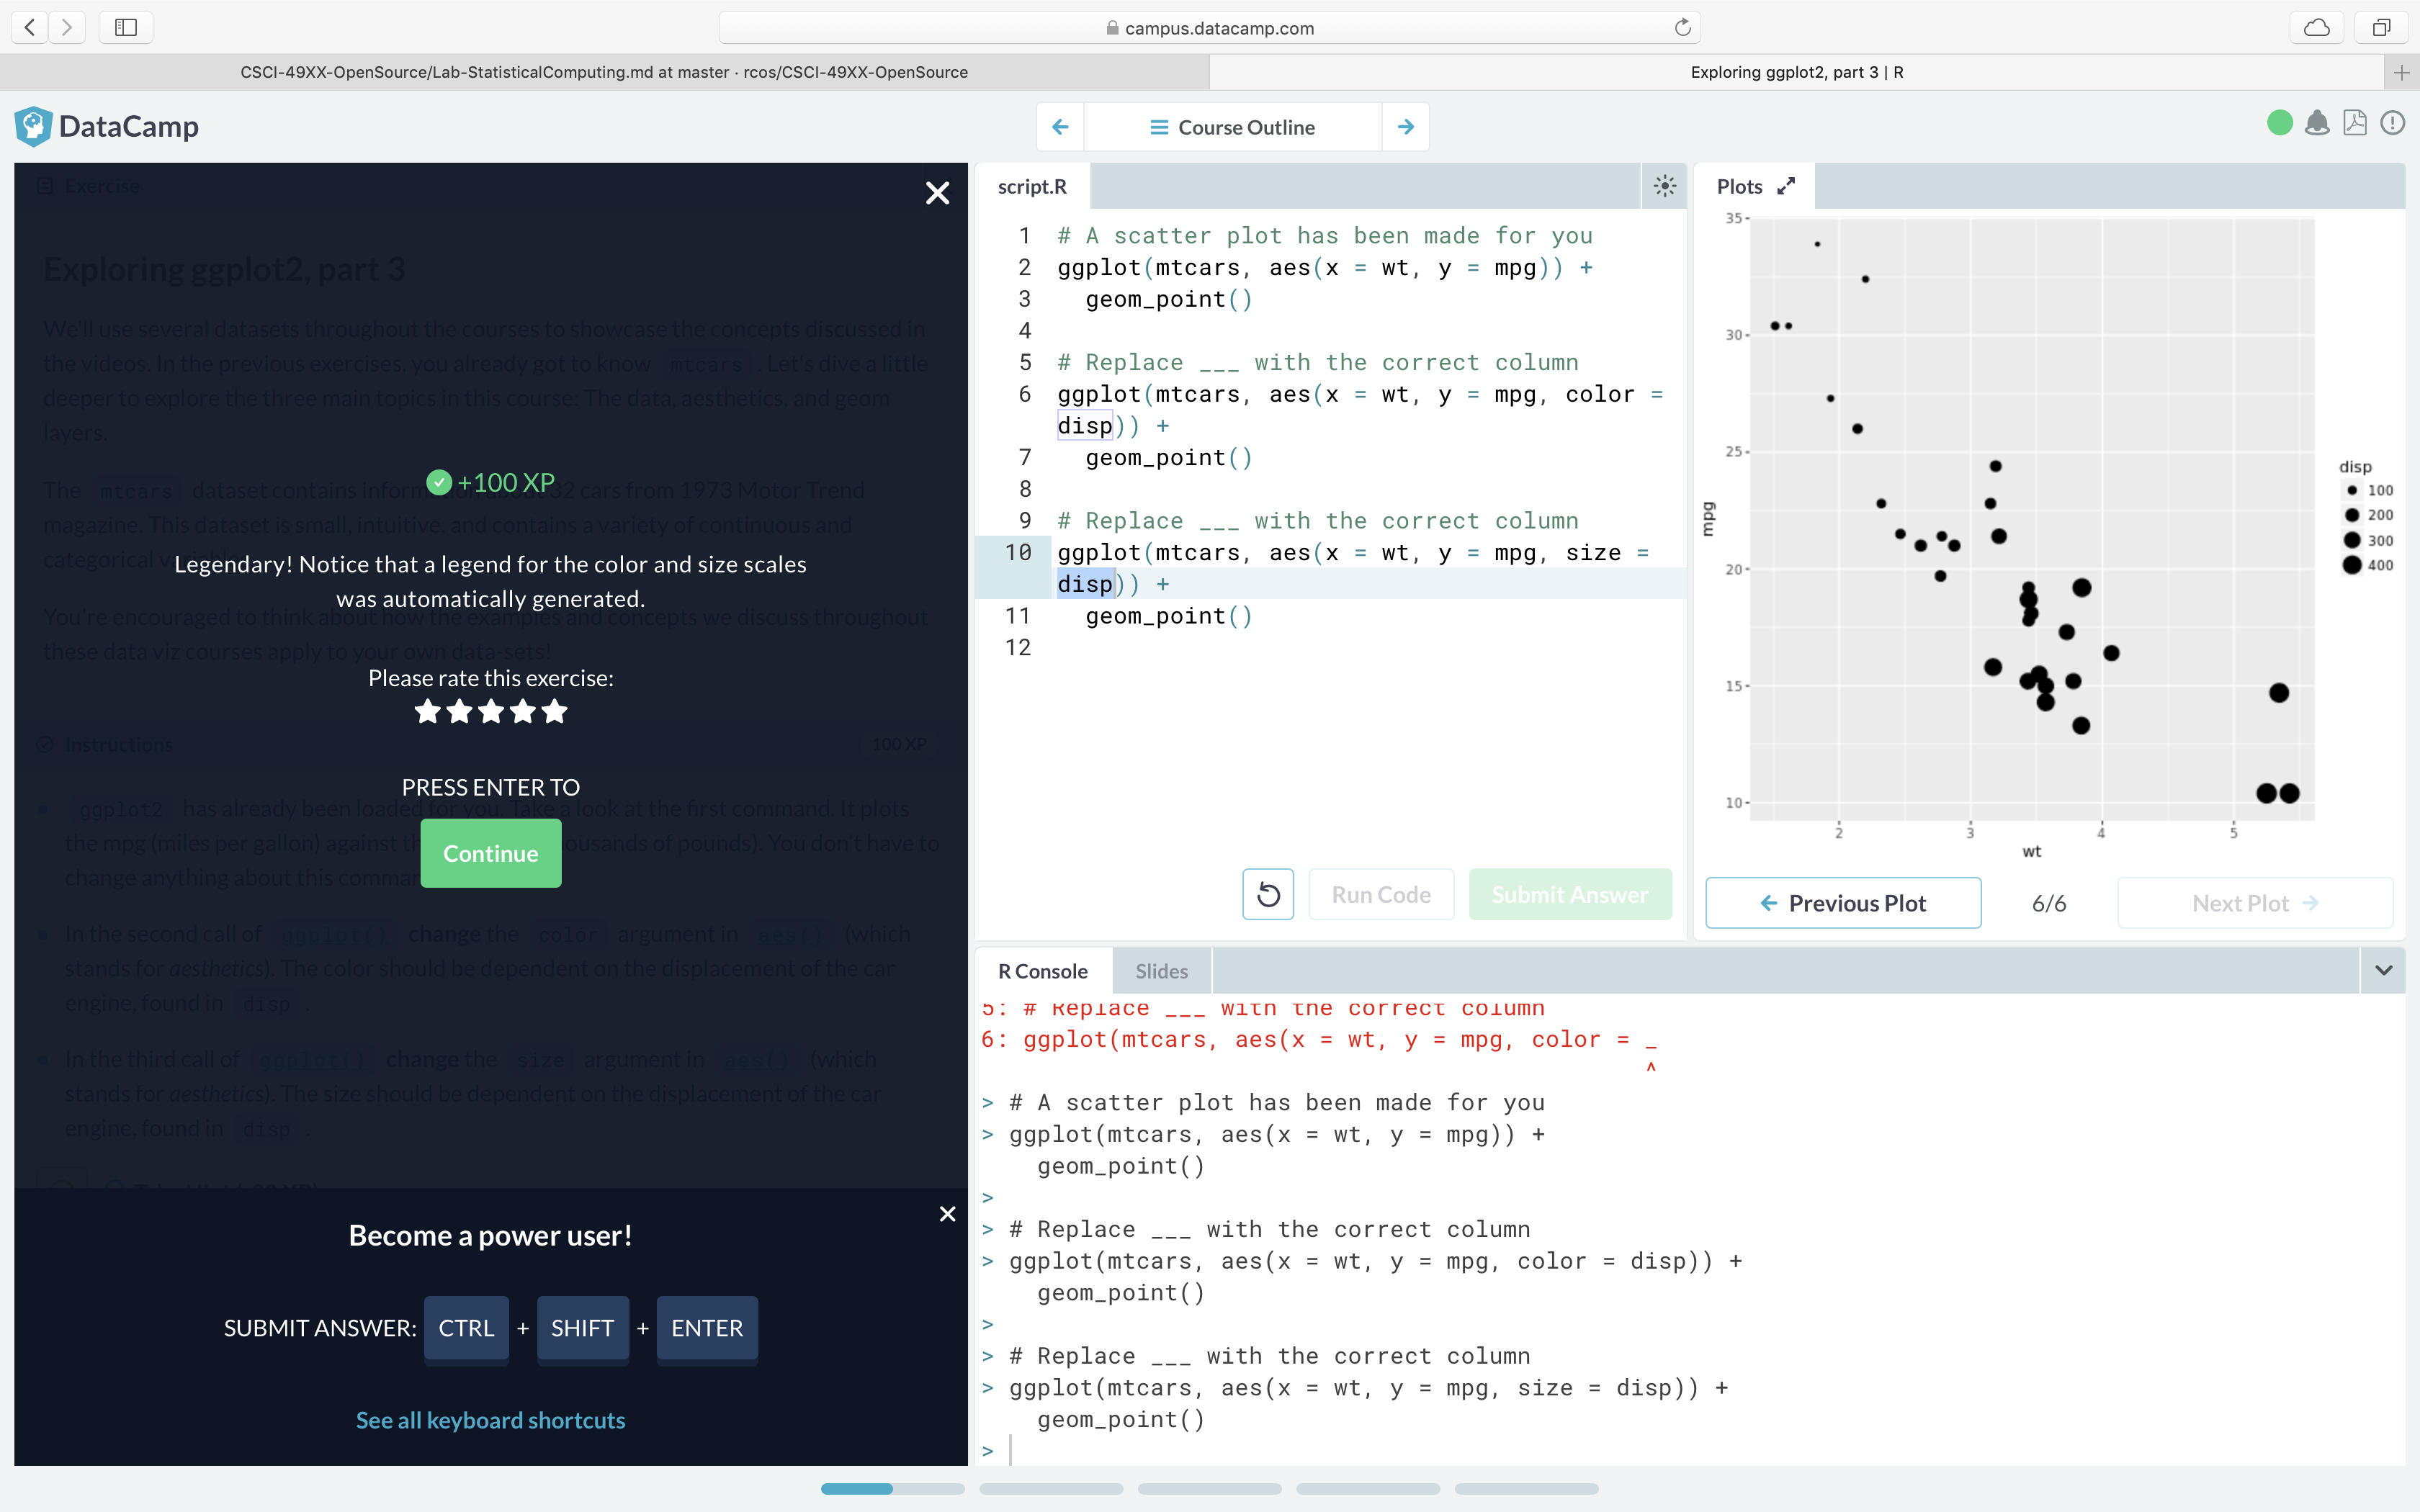 campus.datacamp.com
CSCI-49XX-OpenSource/Lab-StatisticalComputing.md at master · rcos/CSCI-49XX-OpenSource
Exploring ggplot2, part 3 | R
DataCamp
Course Outline
Exercise
Exploring ggplot2, part 3
We'll use several datasets throughout the courses to showcase the concepts discussed in
the videos. In the previous exercises, you already got to know mtcars . Let's dive a little
deeper to explore the three main topics in this course: The data, aesthetics, and geom
layers.
+100 XP
The mtcars dataset contains 32 cars from 1973 Motor Trend
magazine. This dataset is small, intuitive, and contains a variety of continuous and
categorical
Legendary! Notice that a legend for the color and size scales
was automatically generated.
You're encouraged to think about how the examples and concepts we discuss throughout
these data viz courses apply to your own data-sets!
Please rate this exercise:
Instructions
100 XP
PRESS ENTER TO
ggplot2 has already been loaded for you. Take a look at the first command. It plots
the mpg (miles per gallon) against ousands of pounds). You don't have to
Continue
change anything about this
In the second call of ggplot() change the color argument in aes() (which
stands for aesthetics). The color should be dependent on the displacement of the car
engine, found in disp .
In the third call of ggplot() change the size argument in aes() (which
stands for aesthetics). The size should be dependent on the displacement of the car
engine, found in disp .
Become a power user!
SUBMIT ANSWER: CTRL + SHIFT + ENTER
See all keyboard shortcuts
script.R
1 # A scatter plot has been made for you
2 ggplot(mtcars, aes(x = wt, y = mpg)) +
3 geom_point()
4
5 # Replace ___ with the correct column
6 ggplot(mtcars, aes(x = wt, y = mpg, color =
disp)) +
7 geom_point()
8
9 # Replace ___ with the correct column
10 ggplot(mtcars, aes(x = wt, y = mpg, size =
disp)) +
11 geom_point()
12
Run Code
Submit Answer
Plots
35
30
25
20
15
10
mpg
2 3 4 5
wt
disp
100
200
300
400
Previous Plot
6/6
Next Plot
R Console
Slides
5: # Replace ___ with the correct column
6: ggplot(mtcars, aes(x = wt, y = mpg, color = _
^
> # A scatter plot has been made for you
> ggplot(mtcars, aes(x = wt, y = mpg)) +
geom_point()
>
> # Replace ___ with the correct column
> ggplot(mtcars, aes(x = wt, y = mpg, color = disp)) +
geom_point()
>
> # Replace ___ with the correct column
> ggplot(mtcars, aes(x = wt, y = mpg, size = disp)) +
geom_point()
>